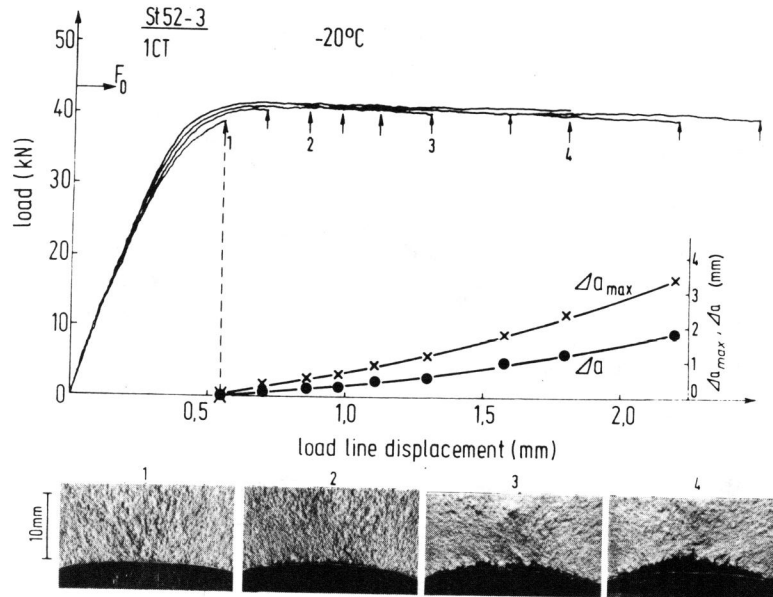 St52-3
1CT
-20°C
50
F0
40
30
20
10
0
load (kN)
1
2
3
4
Δa max
Δa
4
3
2
1
0
Δa max , Δa (mm)
0,5
1,0
1,5
2,0
load line displacement (mm)
1
2
3
4
10mm